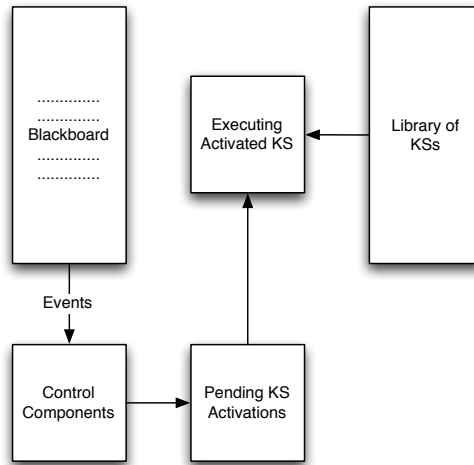 ..............
..............
Blackboard
..............
..............
Executing
Activated KS
Library of
KSs
Events
Control
Components
Pending KS
Activations